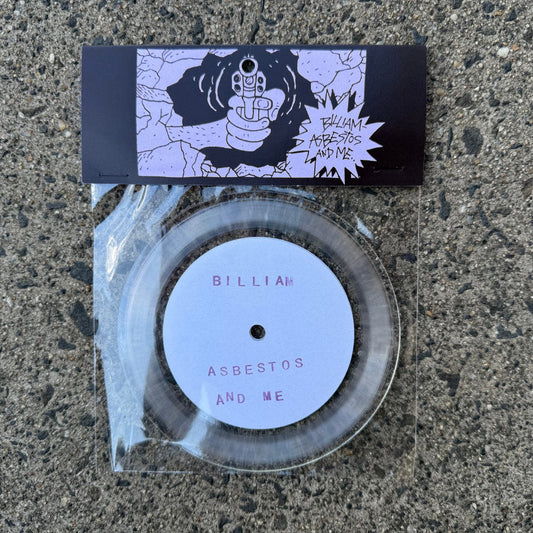 BILLIAM-
ASBESTOS
AND ME
BILLIAM
ASBESTOS
AND ME